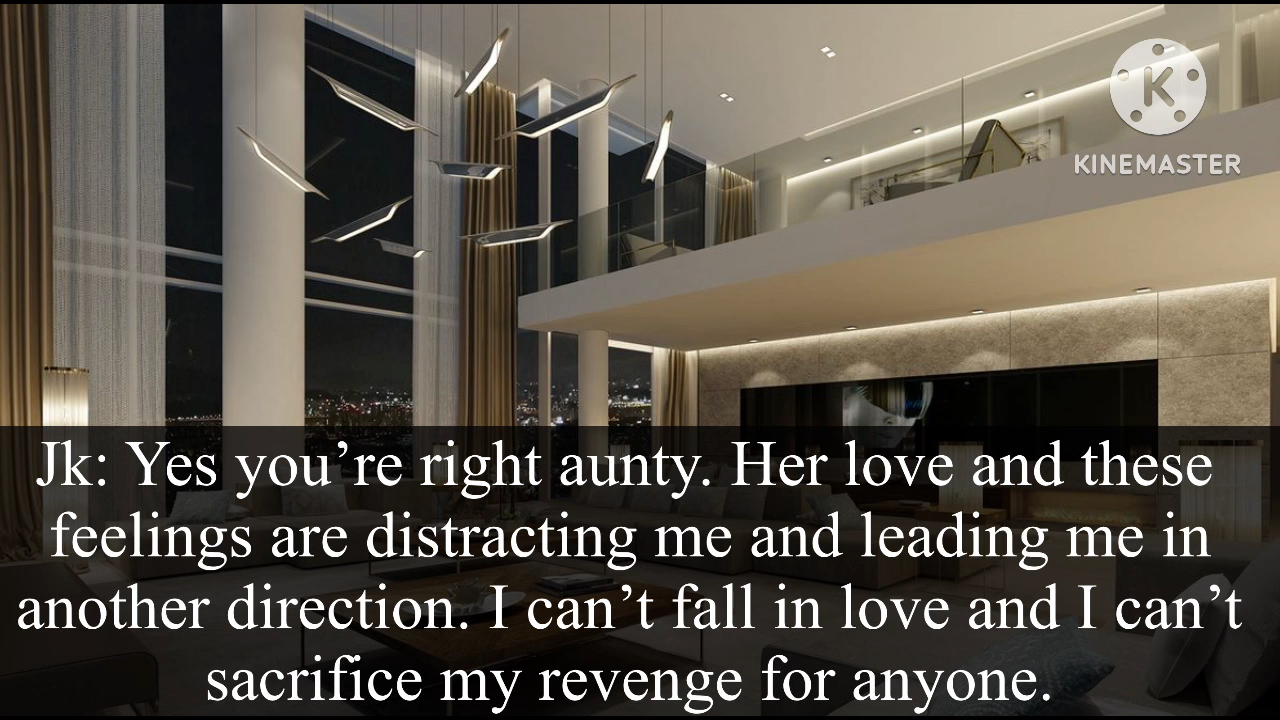 KINEMASTER
Jk: Yes you’re right aunty. Her love and these
feelings are distracting me and leading me in
another direction. I can’t fall in love and I can’t
sacrifice my revenge for anyone.